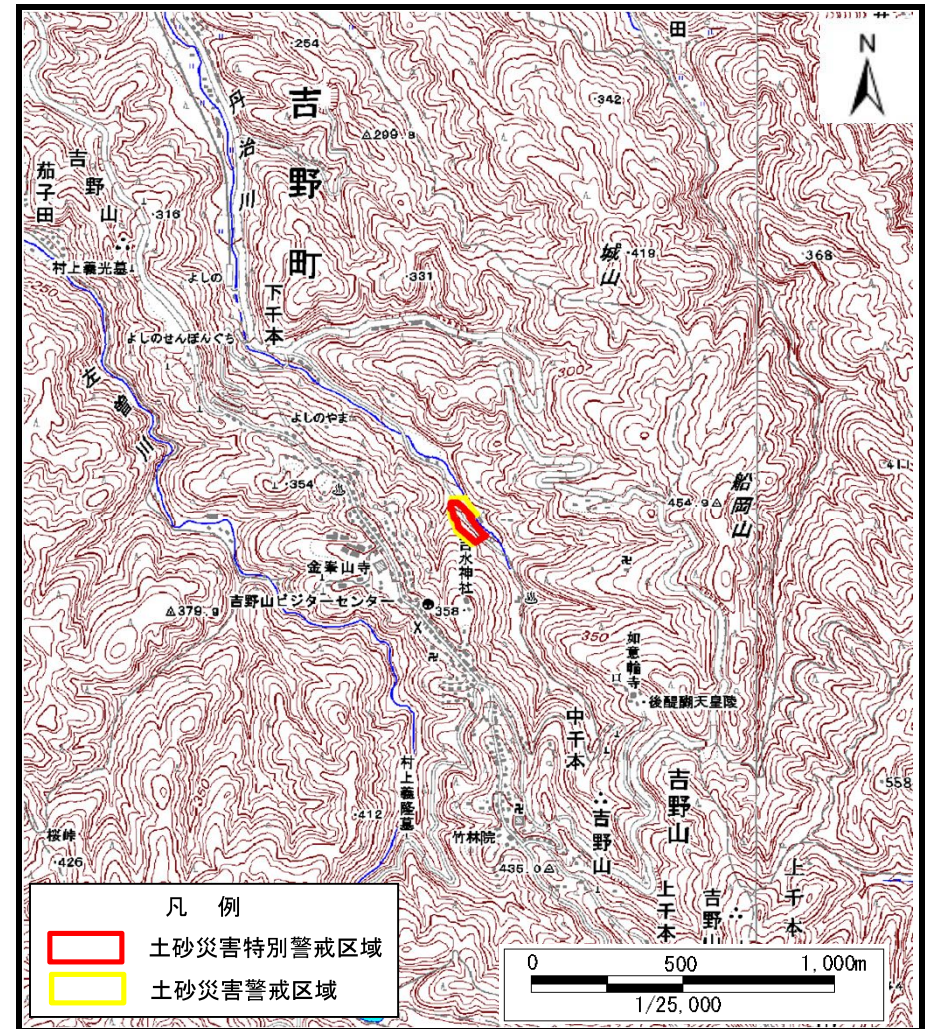 田
N
・254
吉野町
・342
丹治川
△299.8
吉野山
茄子田
・316
城山
・419
・368
村上義光墓
・331
よしの
250
下千本
よしのせんぼんぐち
300
左曽川
よしのやま
・354
船岡山
454.9△
吉水神社
金峯山寺
吉野山ビジターセンター
・358
△379.9
350
如意輪寺
後醍醐天皇陵
中千本
村上義隆墓
・558
・412
吉野山
吉野山
桜峠
・426
竹林院
435.0△
上千本
上千本
凡 例
土砂災害特別警戒区域
土砂災害警戒区域
0 500 1,000m
1/25,000